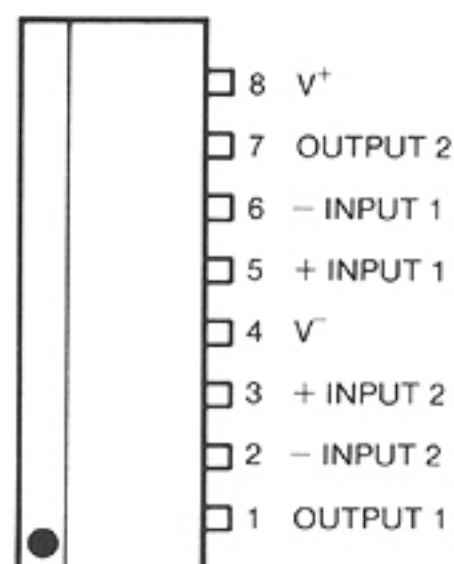 8 V⁺
7 OUTPUT 2
6 − INPUT 1
5 + INPUT 1
4 V⁻
3 + INPUT 2
2 − INPUT 2
1 OUTPUT 1